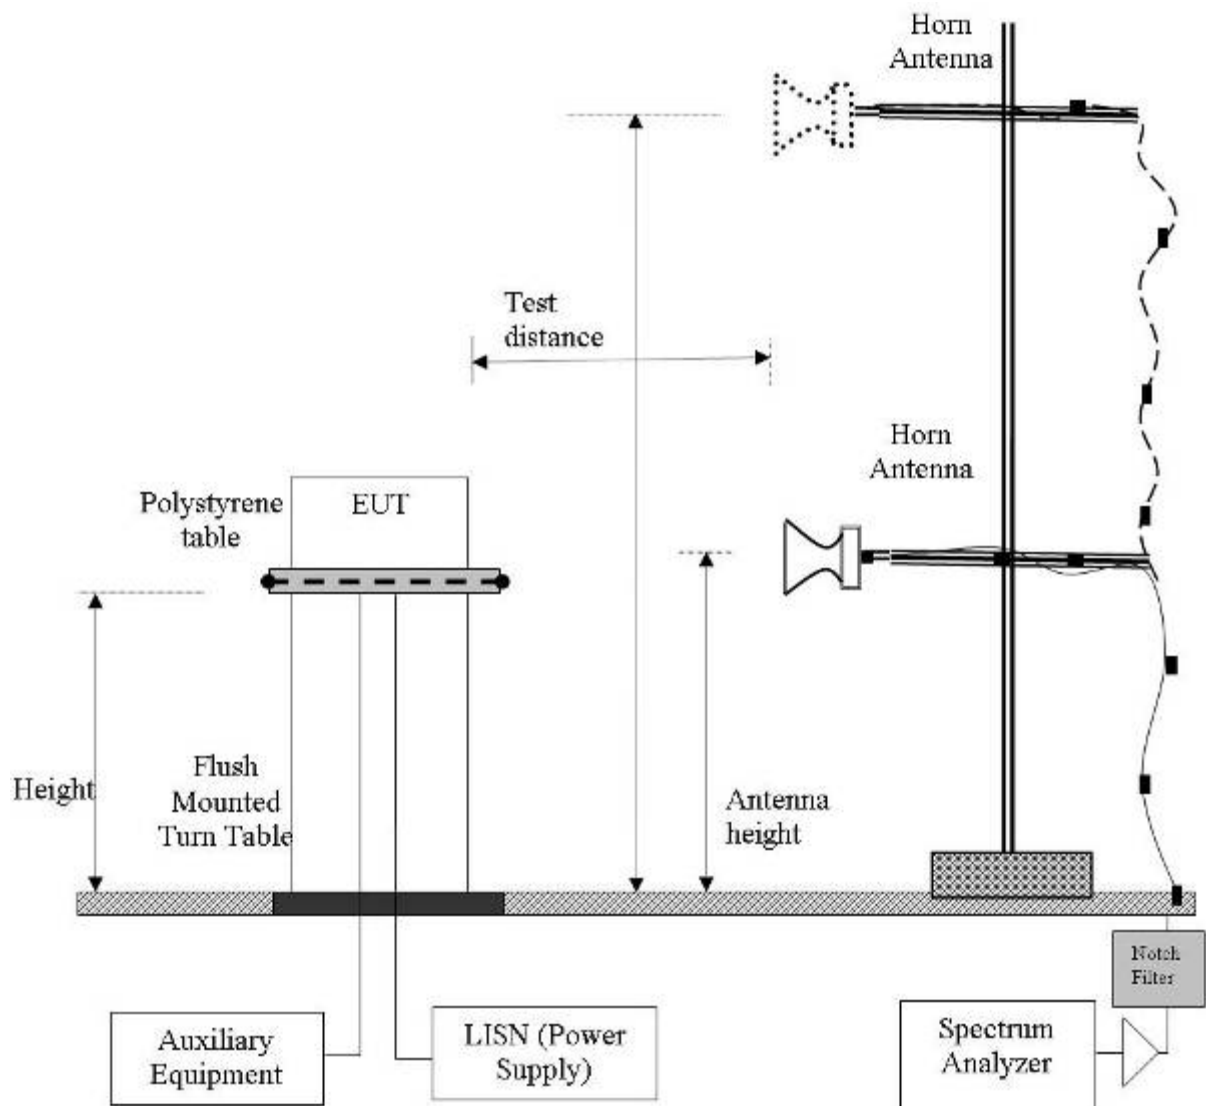 Horn
Antenna
Test
distance
Horn
Antenna
Polystyrene
table
EUT
Height
Flush
Mounted
Turn Table
Antenna
height
Notch
Filter
Auxiliary
Equipment
LISN (Power
Supply)
Spectrum
Analyzer